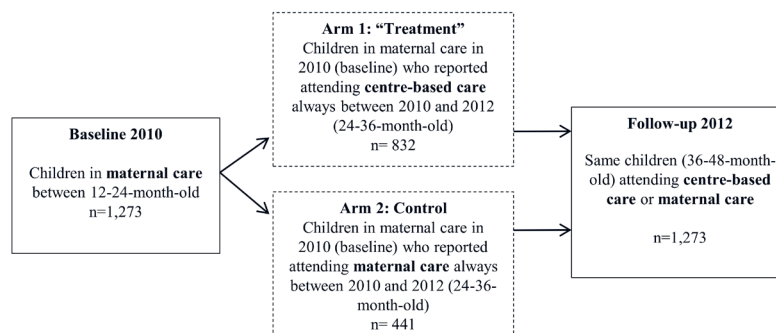 Baseline 2010
Children in maternal care
between 12-24-month-old
n=1,273
Arm 1: “Treatment”
Children in maternal care in
2010 (baseline) who reported
attending centre-based care
always between 2010 and 2012
(24-36-month-old)
n= 832
Arm 2: Control
Children in maternal care in
2010 (baseline) who reported
attending maternal care always
between 2010 and 2012 (24-36-
month-old)
n= 441
Follow-up 2012
Same children (36-48-month-
old) attending centre-based
care or maternal care
n=1,273